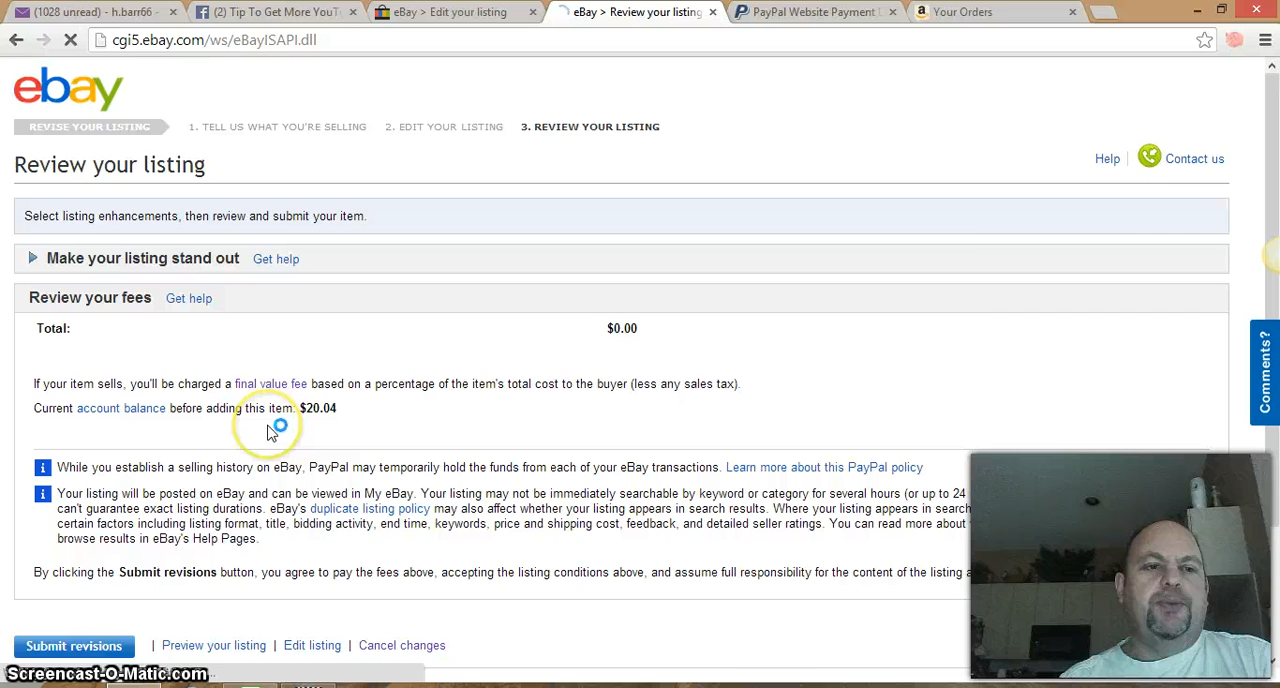 (1028 unread) - h.barr66 -
(2) Tip To Get More YouT
eBay > Edit your listing
eBay > Review your listing
PayPal Website Payment
Your Orders
cgi5.ebay.com/ws/eBayISAPI.dll
ebay
REVISE YOUR LISTING 1. TELL US WHAT YOU'RE SELLING 2. EDIT YOUR LISTING 3. REVIEW YOUR LISTING
Review your listing
Help Contact us
Select listing enhancements, then review and submit your item.
Make your listing stand out Get help
Review your fees Get help
Total: $0.00
If your item sells, you'll be charged a final value fee based on a percentage of the item's total cost to the buyer (less any sales tax).
Current account balance before adding this item: $20.04
Comments?
While you establish a selling history on eBay, PayPal may temporarily hold the funds from each of your eBay transactions. Learn more about this PayPal policy
Your listing will be posted on eBay and can be viewed in My eBay. Your listing may not be immediately searchable by keyword or category for several hours (or up to 24
can't guarantee exact listing durations. eBay's duplicate listing policy may also affect whether your listing appears in search results. Where your listing appears in search
certain factors including listing format, title, bidding activity, end time, keywords, price and shipping cost, feedback, and detailed seller ratings. You can read more about
browse results in eBay's Help Pages.
By clicking the Submit revisions button, you agree to pay the fees above, accepting the listing conditions above, and assume full responsibility for the content of the listing
Submit revisions | Preview your listing | Edit listing | Cancel changes
Screencast-O-Matic.com